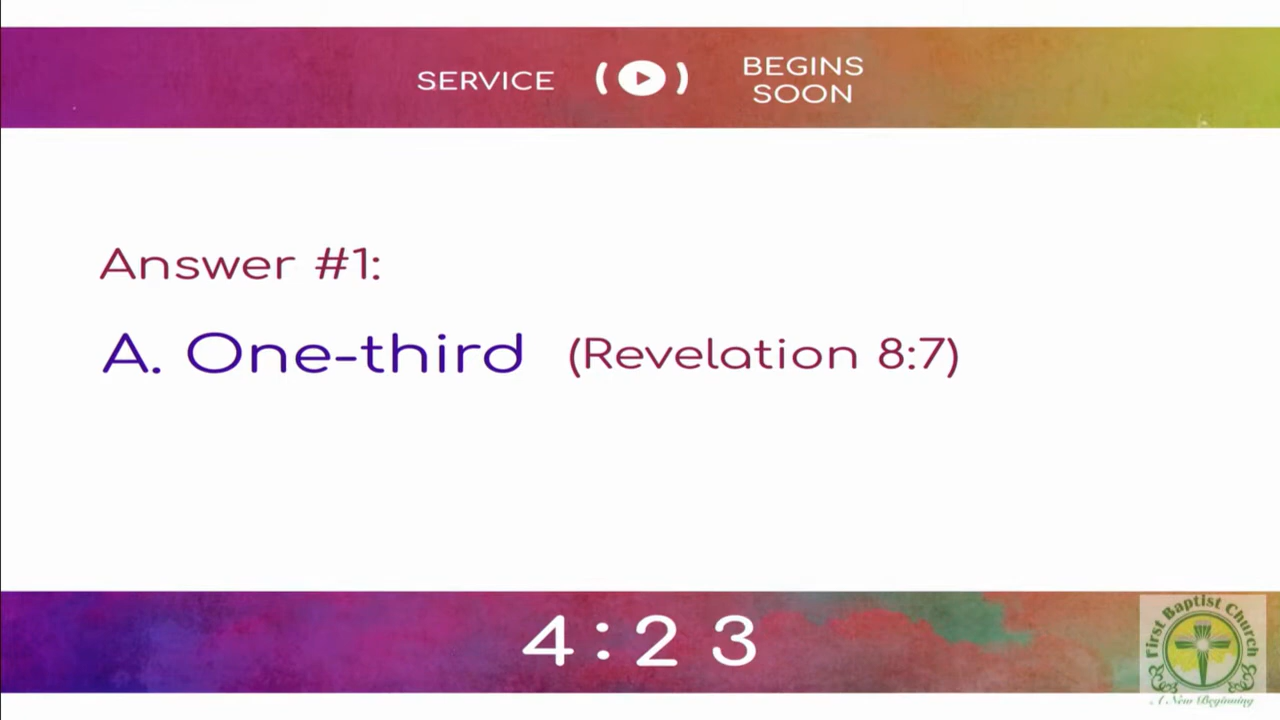 SERVICE
BEGINS
SOON
Answer #1:
A. One-third (Revelation 8:7)
4:23
First Baptist Church
A New Beginning